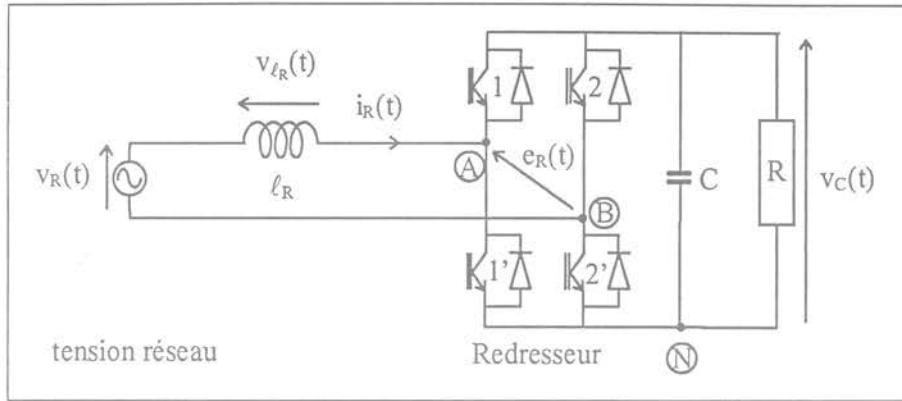 v_ℓR(t)
i_R(t)
1
2
v_R(t)
ℓ_R
A
e_R(t)
B
C
R
v_C(t)
1'
2'
tension réseau
Redresseur
N